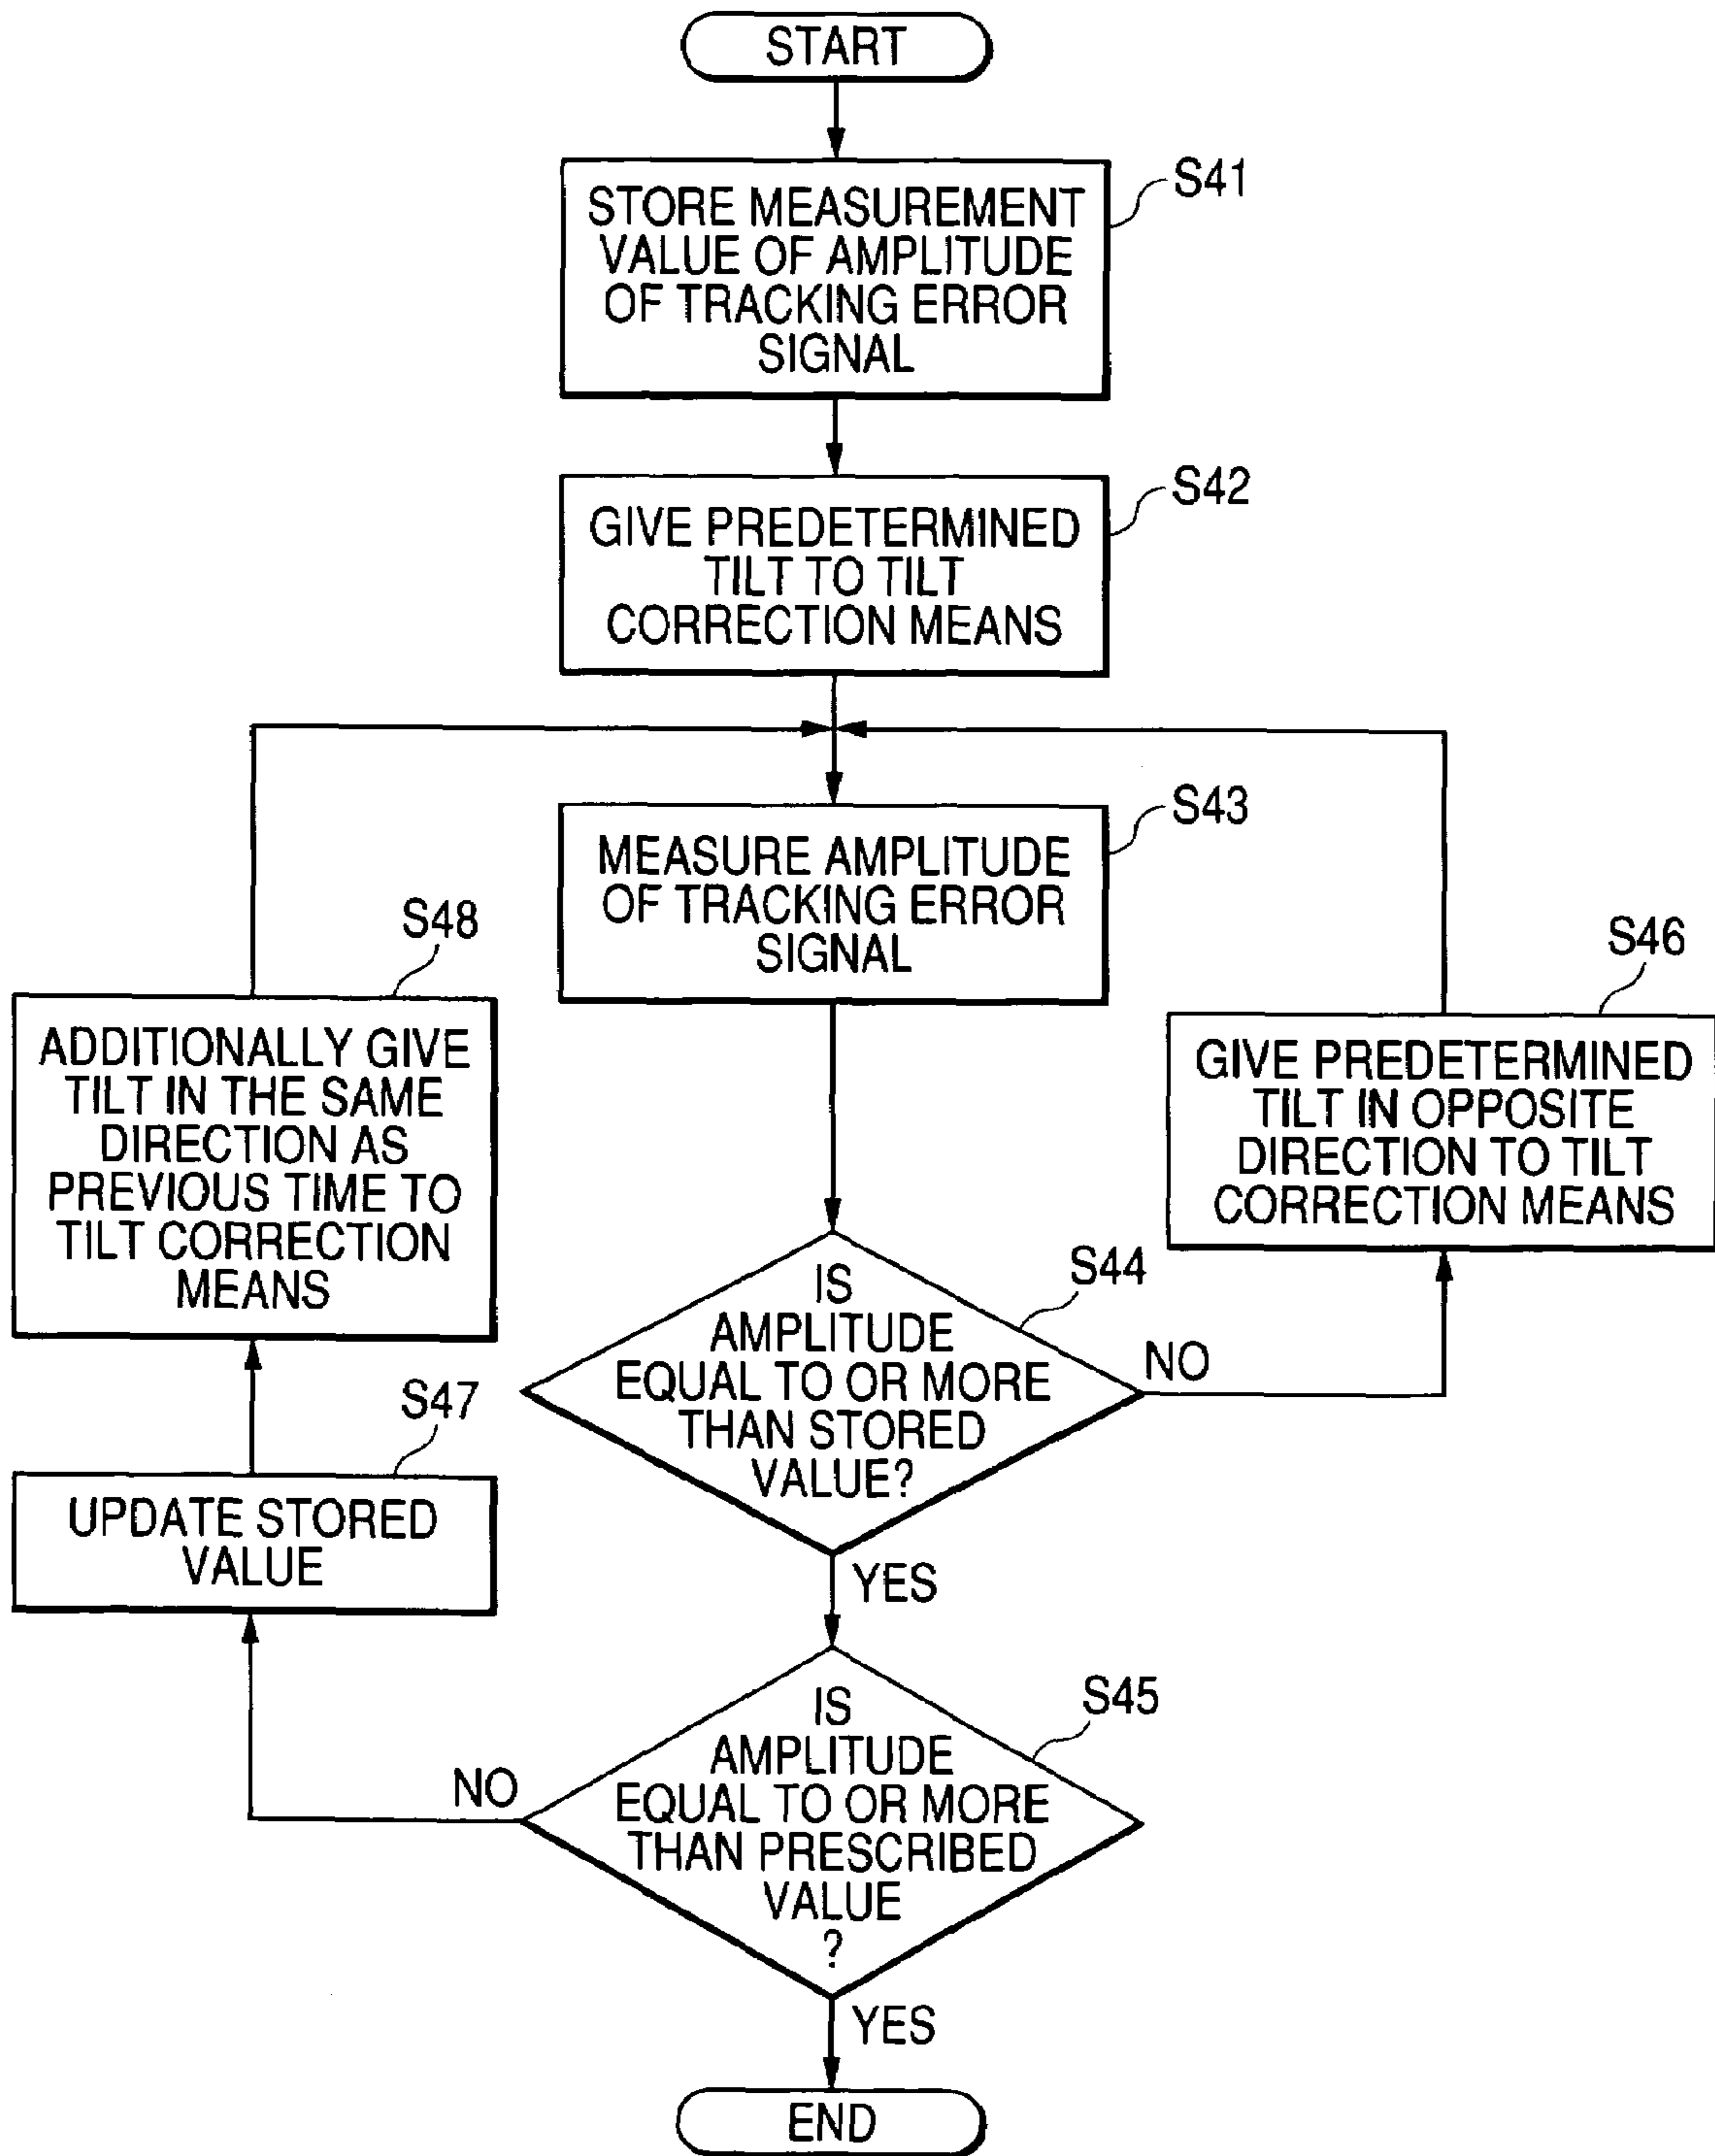 START
S41
STORE MEASUREMENT
VALUE OF AMPLITUDE
OF TRACKING ERROR
SIGNAL
S42
GIVE PREDETERMINED
TILT TO TILT
CORRECTION MEANS
S43
MEASURE AMPLITUDE
OF TRACKING ERROR
SIGNAL
S48
ADDITIONALLY GIVE
TILT IN THE SAME
DIRECTION AS
PREVIOUS TIME TO
TILT CORRECTION
MEANS
S46
GIVE PREDETERMINED
TILT IN OPPOSITE
DIRECTION TO TILT
CORRECTION MEANS
S44
IS
AMPLITUDE
EQUAL TO OR MORE
THAN STORED
VALUE?
NO
YES
S47
UPDATE STORED
VALUE
S45
IS
AMPLITUDE
EQUAL TO OR MORE
THAN PRESCRIBED
VALUE
?
NO
YES
END